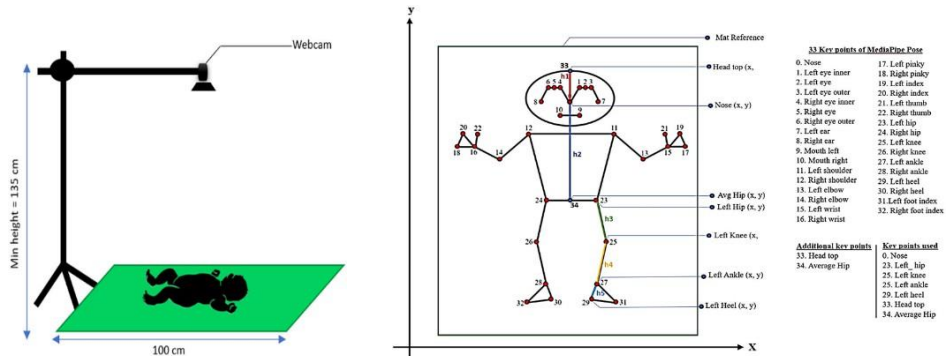 Webcam
Min height = 135 cm
100 cm
y
Mat Reference
33
Head top (x,
h1
6 5 4 1 2 3
8 7
Nose (x, y)
10 9
20 22 12 11 21 19
18 16 14 13 15 17
h2
Avg Hip (x, y)
24 34 23
Left Hip (x, y)
h3
26 25
Left Knee (x,
h4
Left Ankle (x, y)
28 27
h5
32 30 29 31
Left Heel (x, y)
X
33 Key points of MediaPipe Pose
0. Nose
1. Left eye inner
2. Left eye
3. Left eye outer
4. Right eye inner
5. Right eye
6. Right eye outer
7. Left ear
8. Right ear
9. Mouth left
10. Mouth right
11. Left shoulder
12. Right shoulder
13. Left elbow
14. Right elbow
15. Left wrist
16. Right wrist
17. Left pinky
18. Right pinky
19. Left index
20. Right index
21. Left thumb
22. Right thumb
23. Left hip
24. Right hip
25. Left knee
26. Right knee
27. Left ankle
28. Right ankle
29. Left heel
30. Right heel
31.Left foot index
32. Right foot index
Additional key points
33. Head top
34. Average Hip
Key points used
0. Nose
23. Left_ hip
25. Left knee
25. Left ankle
29. Left heel
33. Head top
34. Average Hip